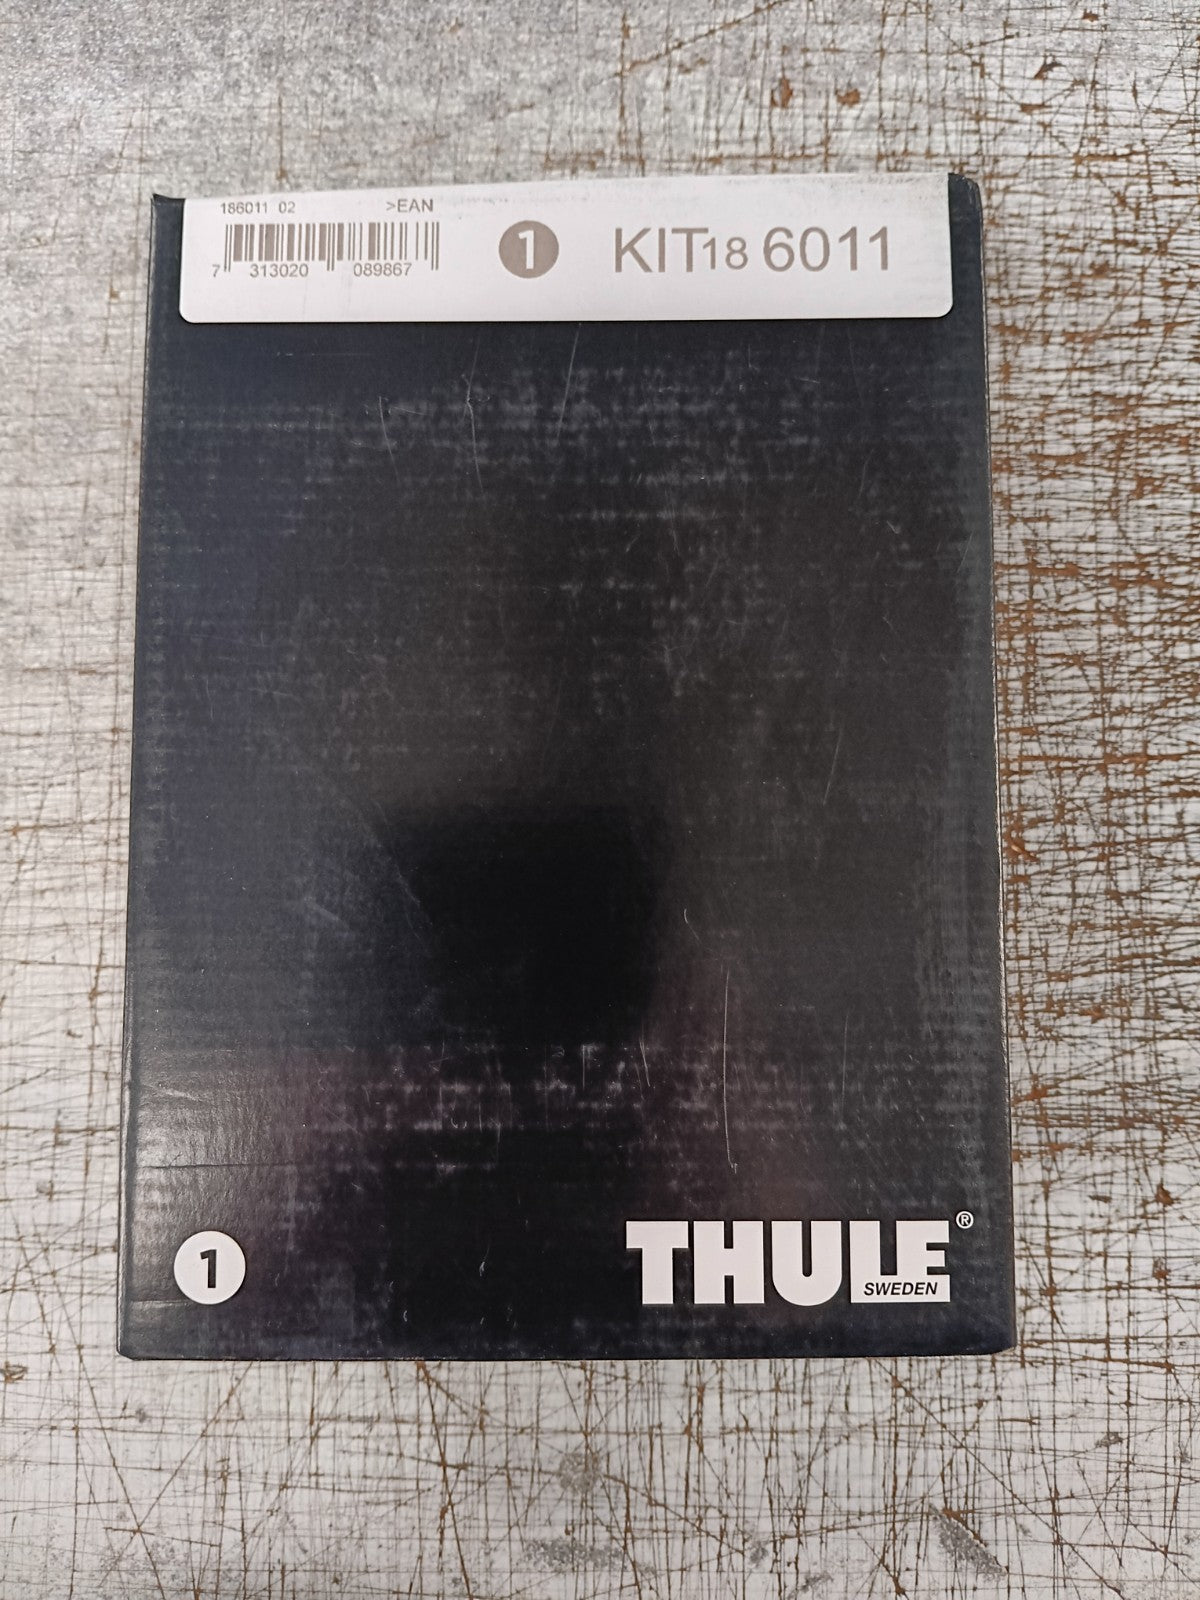 186011 02 >EAN
7 313020 089867
1 KIT18 6011
1
THULE®
SWEDEN